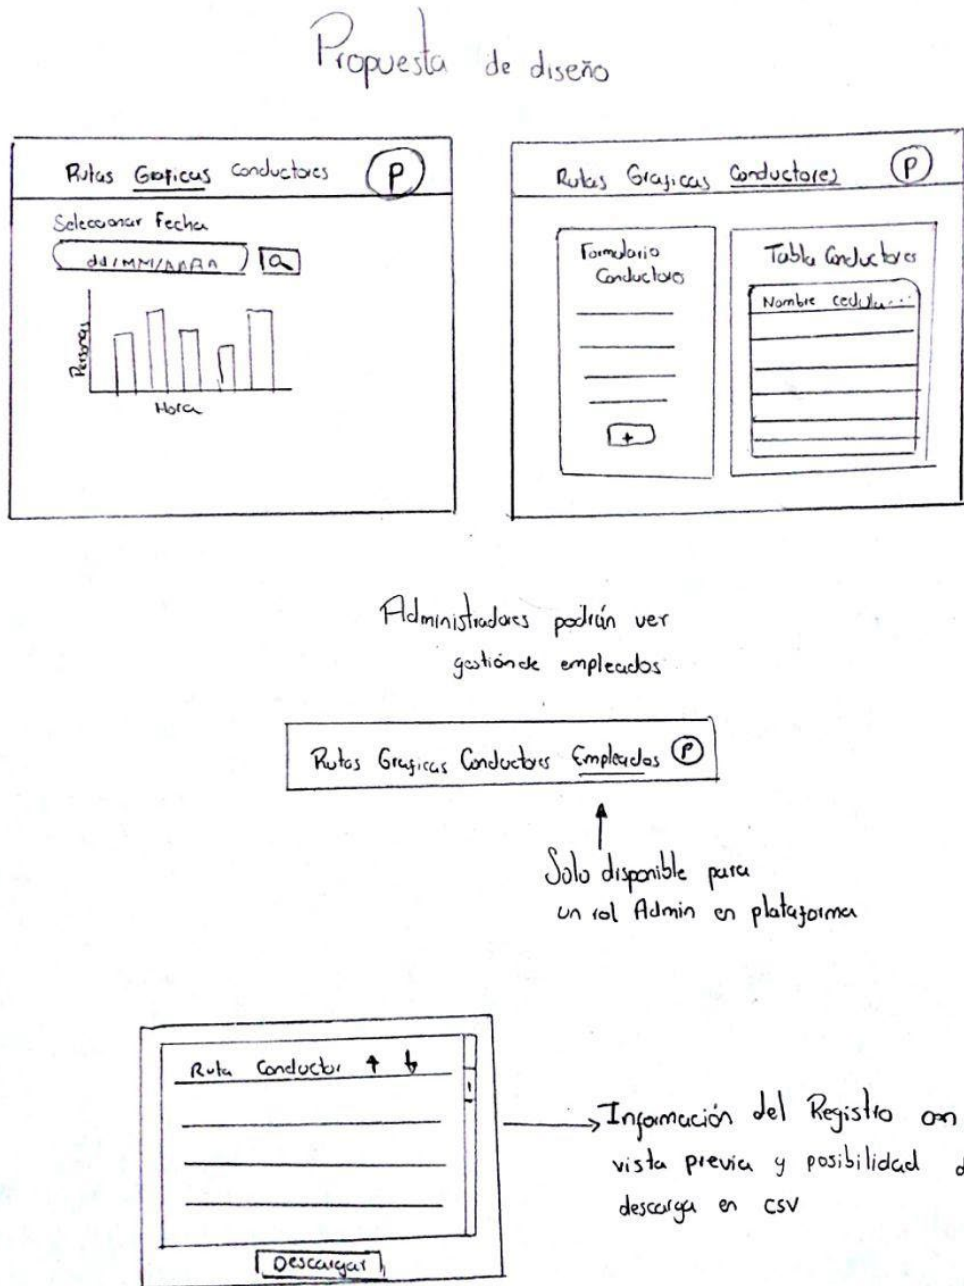 Propuesta de diseño
Rutas Graficas Conductores P
Seleccionar Fecha
dd/MM/AAAA
Personas
Hora
Rutas Graficas Conductores P
Formulario
Conductores
+
Tabla Conductores
Nombre cedula...
Administradores podrán ver
gestión de empleados
Rutas Graficas Conductores Empleados P
Solo disponible para
un rol Admin en plataforma
Ruta Conductor ↑ ↓
Descargar
Información del Registro con
vista previa y posibilidad d
descarga en csv